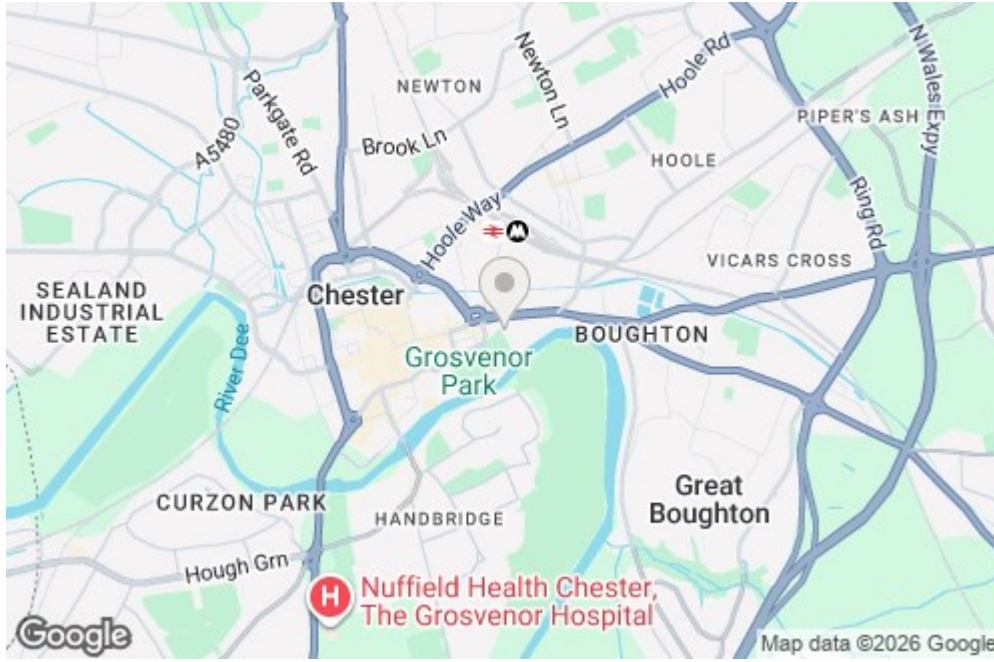 NEWTON
Newton Ln
Hoole Rd
N Wales Expy
Parkgate Rd
A5480
Brook Ln
PIPER'S ASH
HOOLE
Ring Rd
Hoole Way
VICARS CROSS
SEALAND
INDUSTRIAL
ESTATE
Chester
River Dee
BOUGHTON
Grosvenor
Park
CURZON PARK
HANDBRIDGE
Great
Boughton
Hough Grn
H
Nuffield Health Chester,
The Grosvenor Hospital
Google
Map data ©2026 Google